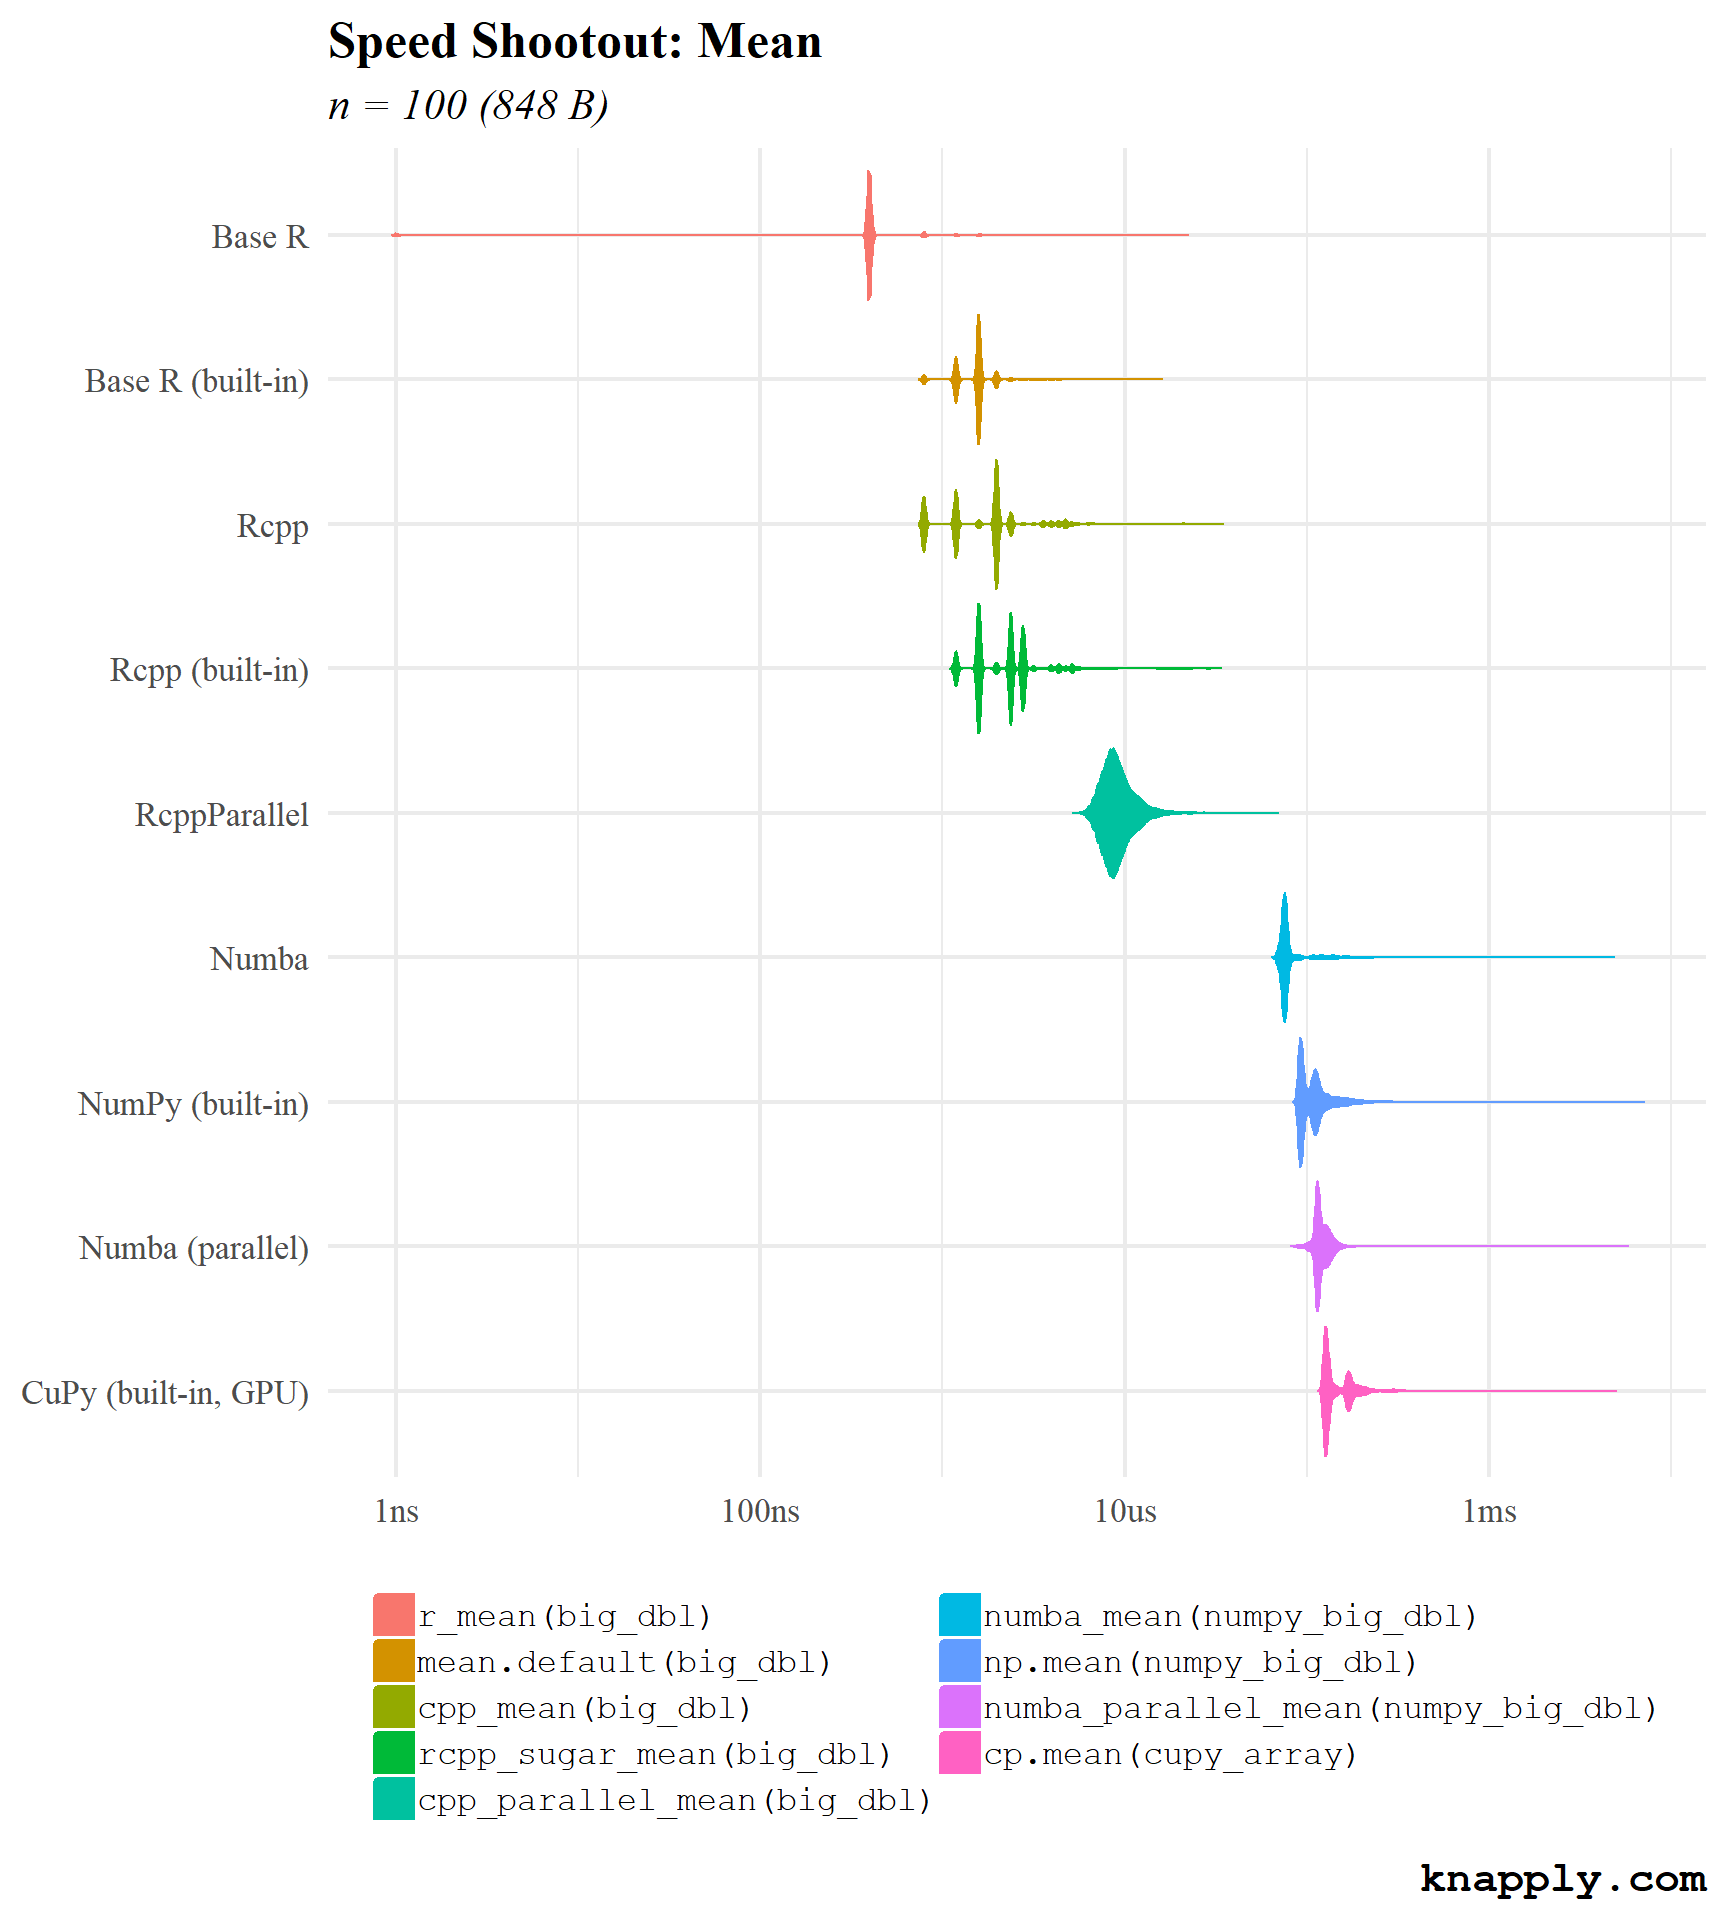 Speed Shootout: Mean
n = 100 (848 B)
Base R
Base R (built-in)
Rcpp
Rcpp (built-in)
RcppParallel
Numba
NumPy (built-in)
Numba (parallel)
CuPy (built-in, GPU)
1ns 100ns 10us 1ms
r_mean(big_dbl)
mean.default(big_dbl)
cpp_mean(big_dbl)
rcpp_sugar_mean(big_dbl)
cpp_parallel_mean(big_dbl)
numba_mean(numpy_big_dbl)
np.mean(numpy_big_dbl)
numba_parallel_mean(numpy_big_dbl)
cp.mean(cupy_array)
knapply.com